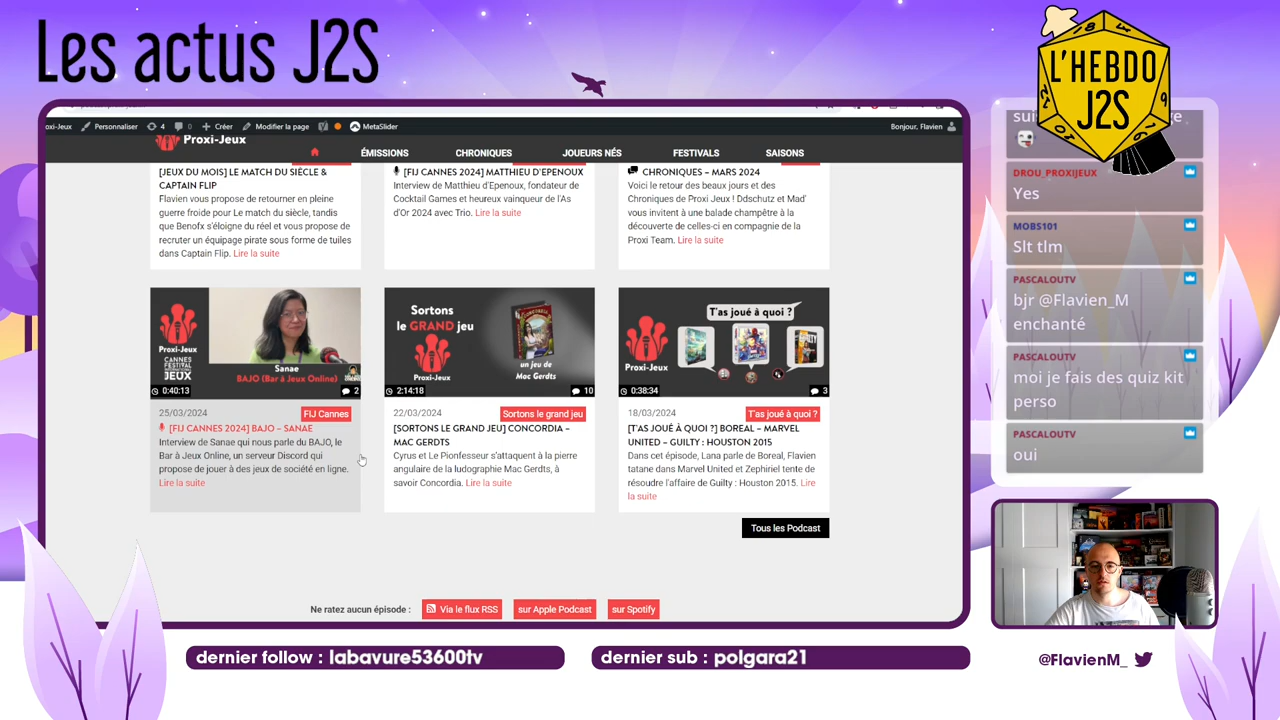 Les actus J2S
L'HEBDO
J2S
oxi-Jeux Personnaliser 4 0 Créer Modifier la page MetaSlider Bonjour, Flavien
Proxi-Jeux
ÉMISSIONS CHRONIQUES JOUEURS NÉS FESTIVALS SAISONS
[JEUX DU MOIS] LE MATCH DU SIÈCLE &
CAPTAIN FLIP
Flavien vous propose de retourner en pleine
guerre froide pour Le match du siècle, tandis
que Benofx s'éloigne du réel et vous propose de
recruter un équipage pirate sous forme de tuiles
dans Captain Flip. Lire la suite
[FIJ CANNES 2024] MATTHIEU D'EPENOUX
Interview de Matthieu d'Epenoux, fondateur de
Cocktail Games et heureux vainqueur de l'As
d'Or 2024 avec Trio. Lire la suite
CHRONIQUES – MARS 2024
Voici le retour des beaux jours et des
Chroniques de Proxi Jeux ! Ddschutz et Mad'
vous invitent à une balade champêtre à la
découverte de celles-ci en compagnie de la
Proxi Team. Lire la suite
Proxi-Jeux
CANNES
FESTIVAL
JEUX
Sanae
BAJO (Bar à Jeux Online)
0:40:13 2
25/03/2024 FIJ Cannes
[FIJ CANNES 2024] BAJO – SANAE
Interview de Sanae qui nous parle du BAJO, le
Bar à Jeux Online, un serveur Discord qui
propose de jouer à des jeux de société en ligne.
Lire la suite
Sortons
le GRAND jeu
Proxi-Jeux
un jeu de
Mac Gerdts
2:14:18 10
22/03/2024 Sortons le grand jeu
[SORTONS LE GRAND JEU] CONCORDIA –
MAC GERDTS
Cyrus et Le Pionfesseur s'attaquent à la pierre
angulaire de la ludographie Mac Gerdts, à
savoir Concordia. Lire la suite
T'as joué à quoi ?
Proxi-Jeux
0:38:34 3
18/03/2024 T'as joué à quoi ?
[T'AS JOUÉ À QUOI ?] BOREAL – MARVEL
UNITED – GUILTY : HOUSTON 2015
Dans cet épisode, Lana parle de Boreal, Flavien
tatane dans Marvel United et Zephiriel tente de
résoudre l'affaire de Guilty : Houston 2015. Lire
la suite
Tous les Podcast
Ne ratez aucun épisode : Via le flux RSS sur Apple Podcast sur Spotify
DROU_PROXIJEUX
Yes
MOBS101
Slt tlm
PASCALOUTV
bjr @Flavien_M
enchanté
PASCALOUTV
moi je fais des quiz kit
perso
PASCALOUTV
oui
dernier follow : labavure53600tv
dernier sub : polgara21
@FlavienM_